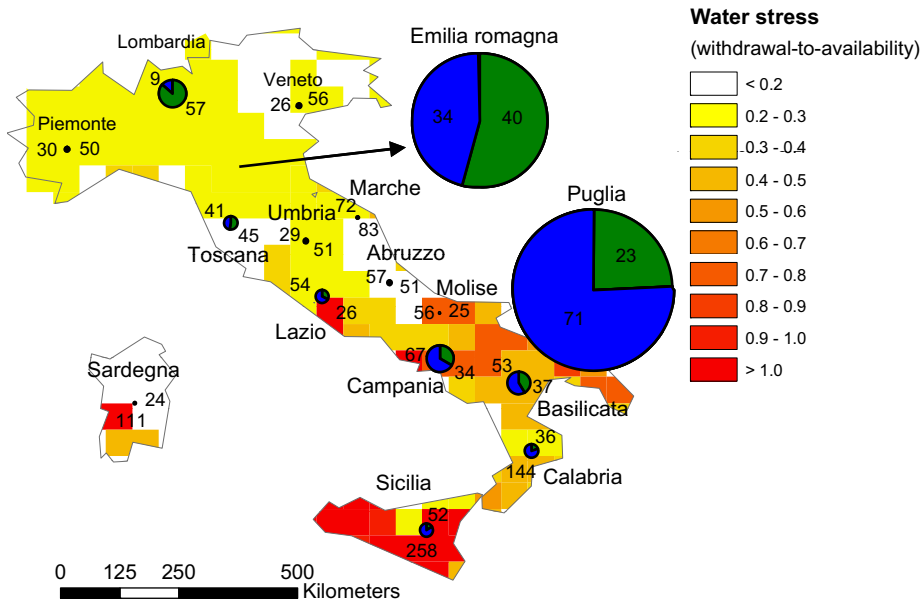 Water stress
(withdrawal-to-availability)
< 0.2
0.2 - 0.3
0.3 - 0.4
0.4 - 0.5
0.5 - 0.6
0.6 - 0.7
0.7 - 0.8
0.8 - 0.9
0.9 - 1.0
> 1.0
Lombardia
9
57
Veneto
26 56
Emilia romagna
34 40
Piemonte
30 50
Marche
72
83
Puglia
23
71
41
45
Toscana
Umbria
29
51
Abruzzo
57
51
54
26
Lazio
Molise
56 25
67
34
Campania
53
37
Basilicata
Sardegna
24
111
36
144
Calabria
Sicilia
52
258
0 125 250 500
Kilometers